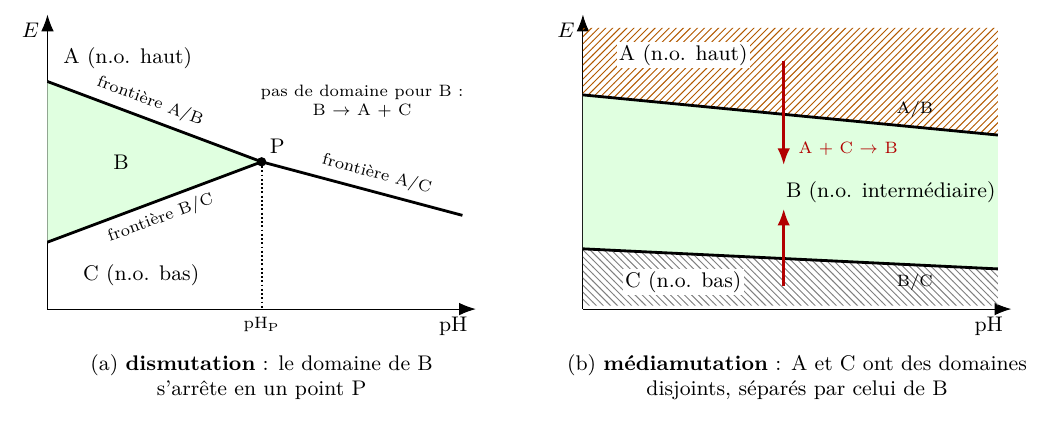 E
A (n.o. haut)
frontière A/B
pas de domaine pour B :
B → A + C
B
P
frontière A/C
frontière B/C
C (n.o. bas)
pH_P
pH
(a) dismutation : le domaine de B
s'arrête en un point P
E
A (n.o. haut)
A/B
A + C → B
B (n.o. intermédiaire)
C (n.o. bas)
B/C
pH
(b) médiamutation : A et C ont des domaines
disjoints, séparés par celui de B